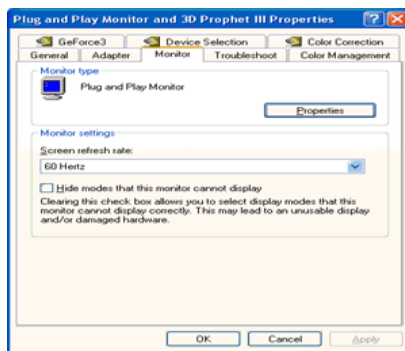 Plug and Play Monitor and 3D Prophet III Properties
GeForce3 Device Selection Color Correction
General Adapter Monitor Troubleshoot Color Management
Monitor type
Plug and Play Monitor
Properties
Monitor settings
Screen refresh rate:
60 Hertz
Hide modes that this monitor cannot display
Clearing this check box allows you to select display modes that this
monitor cannot display correctly. This may lead to an unusable display
and/or damaged hardware.
OK Cancel Apply